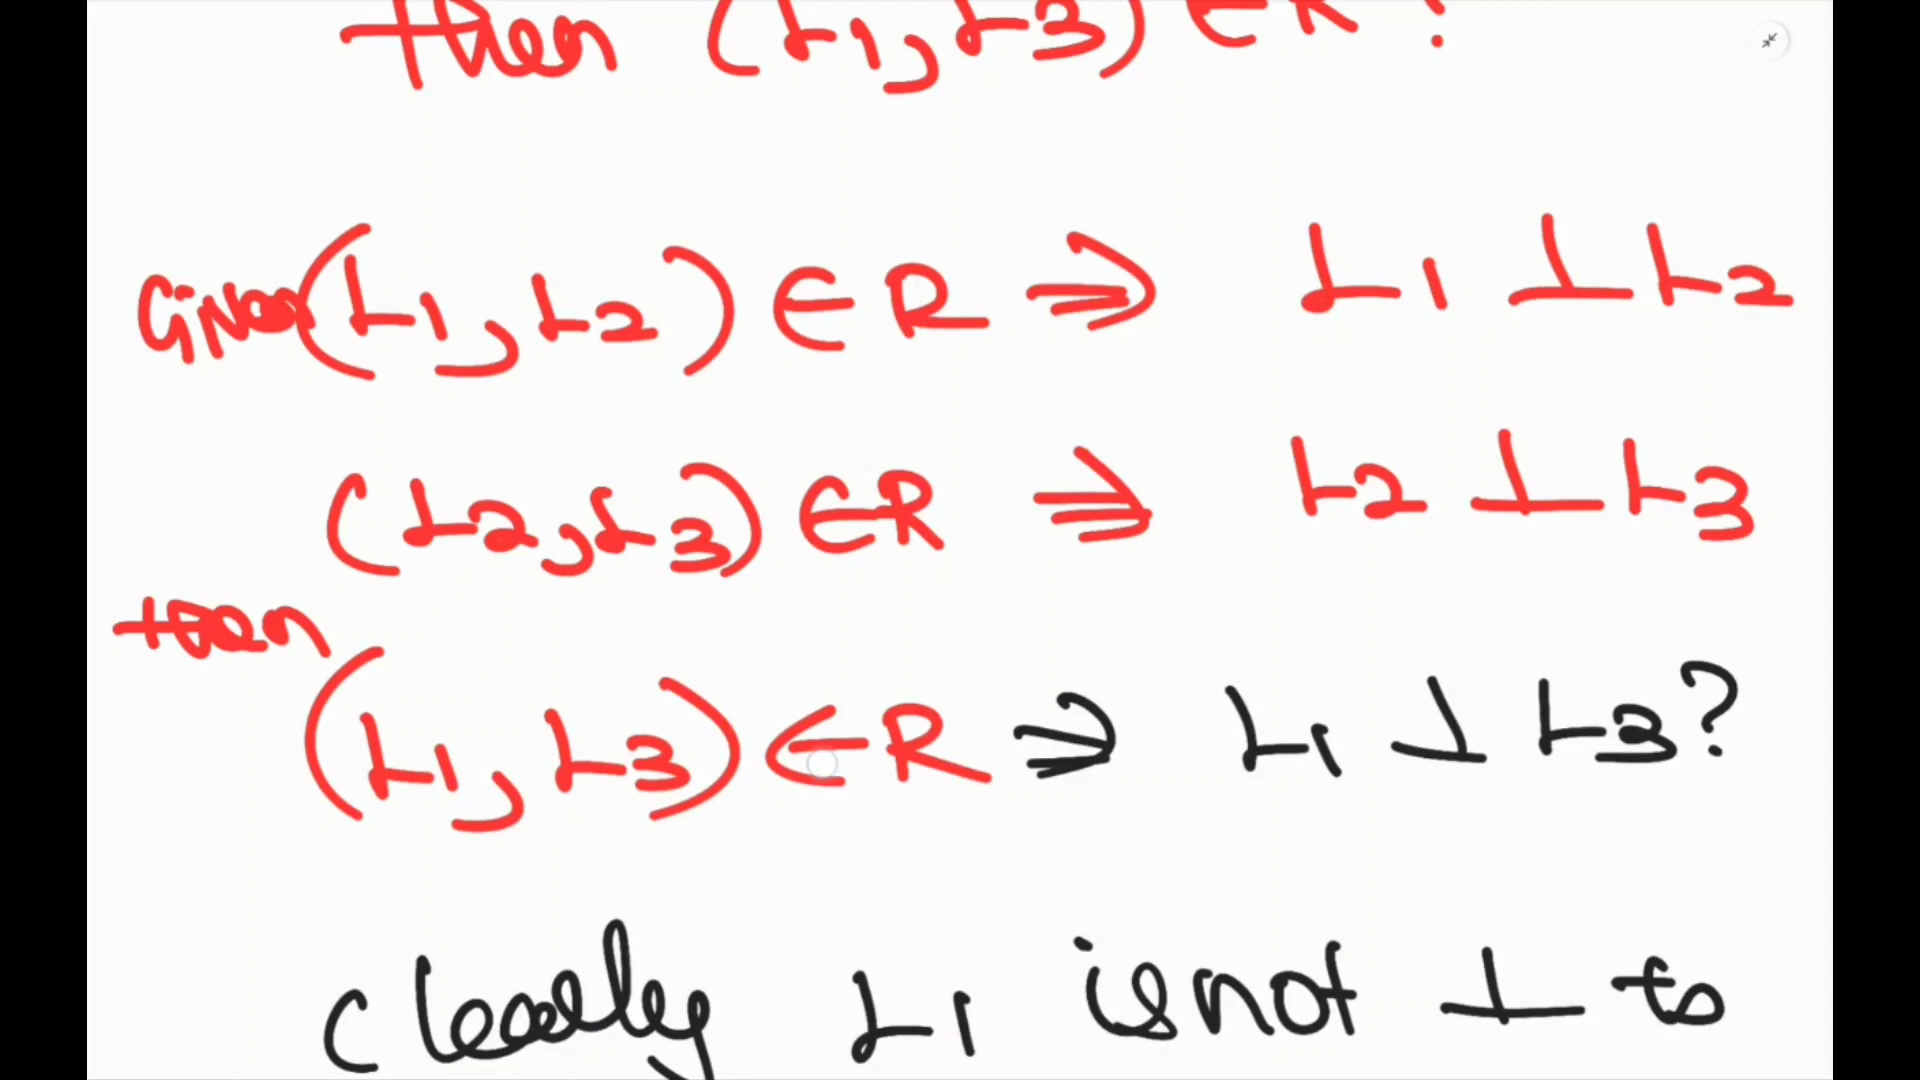 then (L1, L3) ∈ R ?
Given (L1, L2) ∈ R ⇒ L1 ⊥ L2
(L2, L3) ∈ R ⇒ L2 ⊥ L3
then
(L1, L3) ∈ R ⇒ L1 ⊥ L3?
clearly L1 is not ⊥ to